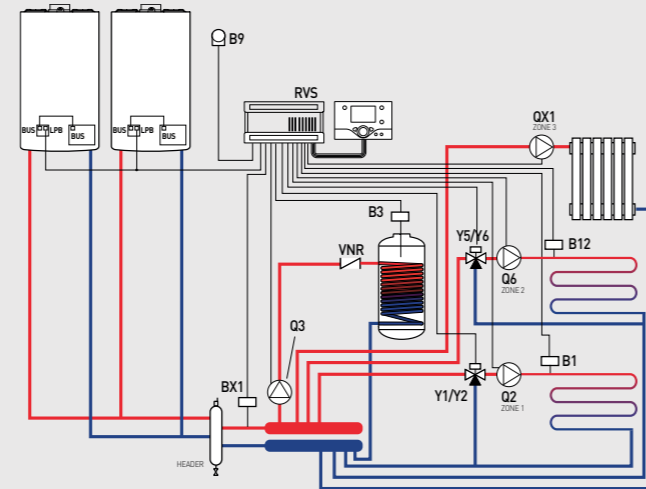 B9
RVS
BUS LPB
BUS
BUS LPB
BUS
QX1
ZONE 3
B3
VNR
Y5/Y6
B12
Q6
ZONE 2
Q3
BX1
B1
Y1/Y2
Q2
ZONE 1
HEADER